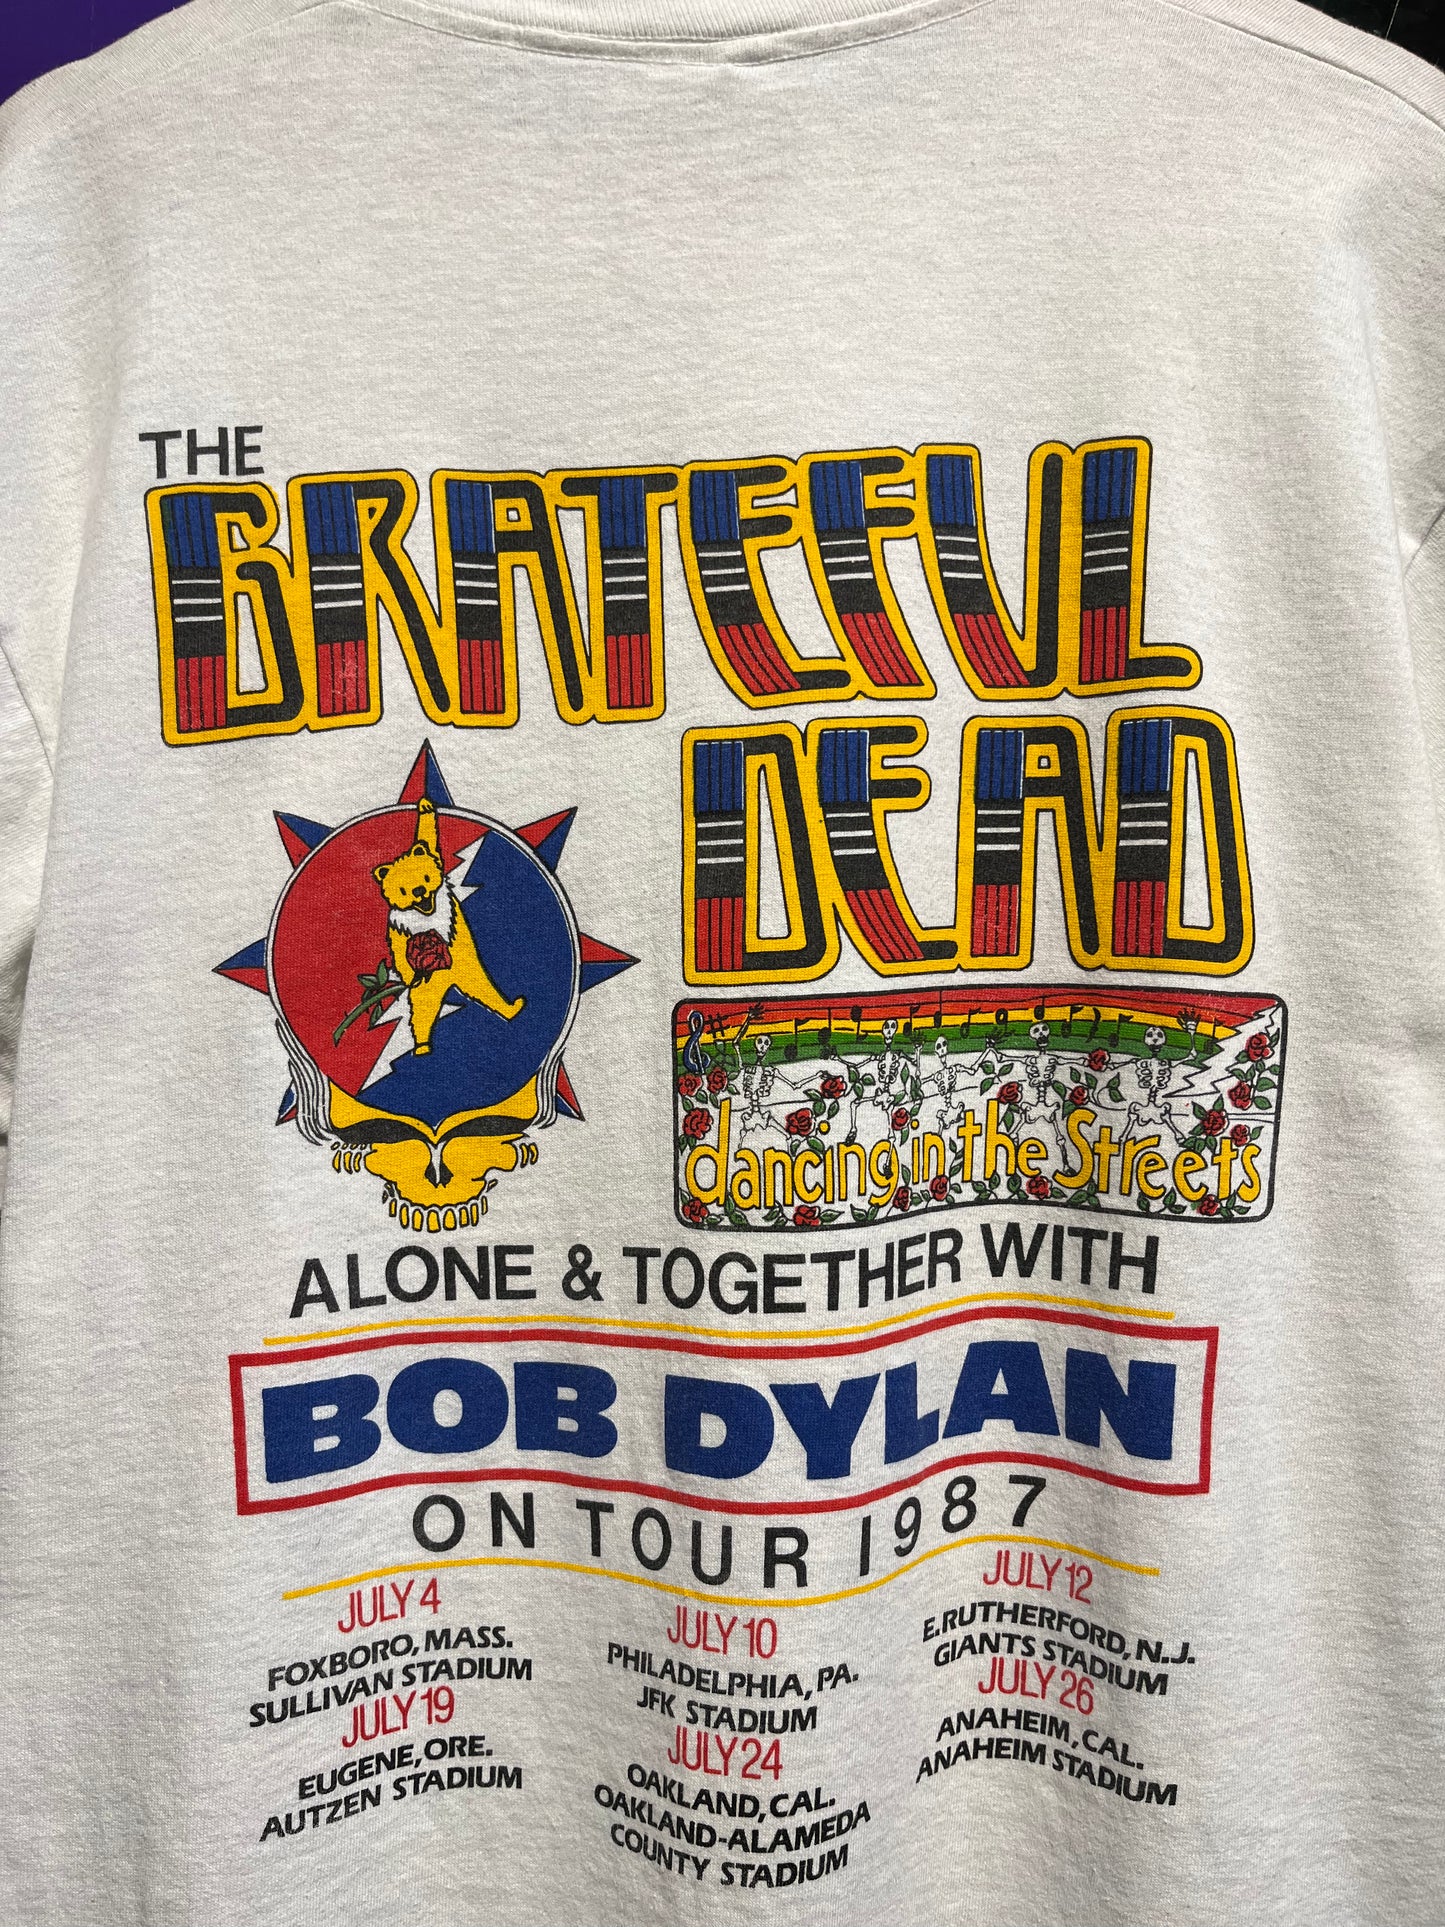 THE
GRATEFUL
DEAD
dancing in the Streets
ALONE & TOGETHER WITH
BOB DYLAN
ON TOUR 1987
JULY 4
FOXBORO, MASS.
SULLIVAN STADIUM
JULY 10
PHILADELPHIA, PA.
JFK STADIUM
JULY 12
E.RUTHERFORD, N.J.
GIANTS STADIUM
JULY 19
EUGENE, ORE.
AUTZEN STADIUM
JULY 24
OAKLAND, CAL.
OAKLAND-ALAMEDA
COUNTY STADIUM
JULY 26
ANAHEIM, CAL.
ANAHEIM STADIUM